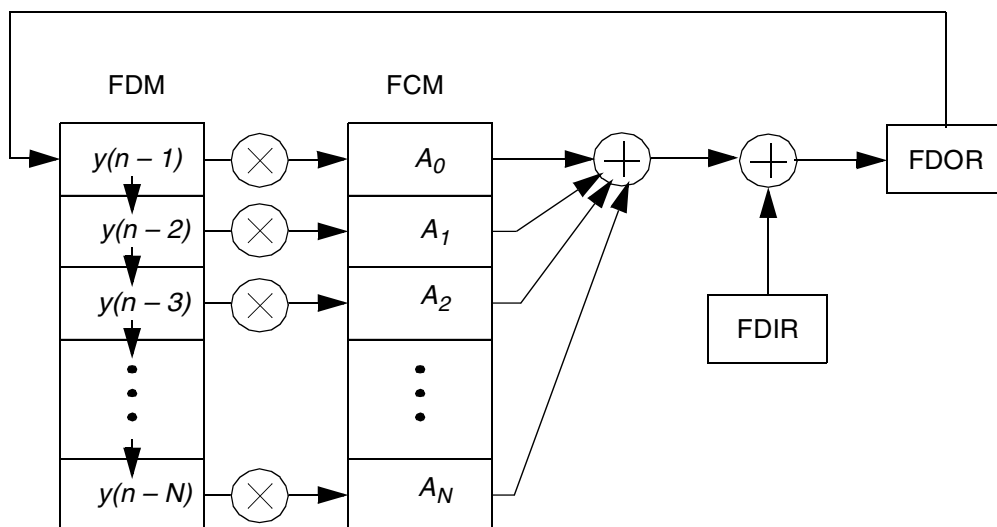 FDM FCM
y(n – 1) A0 FDOR
y(n – 2) A1
y(n – 3) A2
FDIR
y(n – N) AN